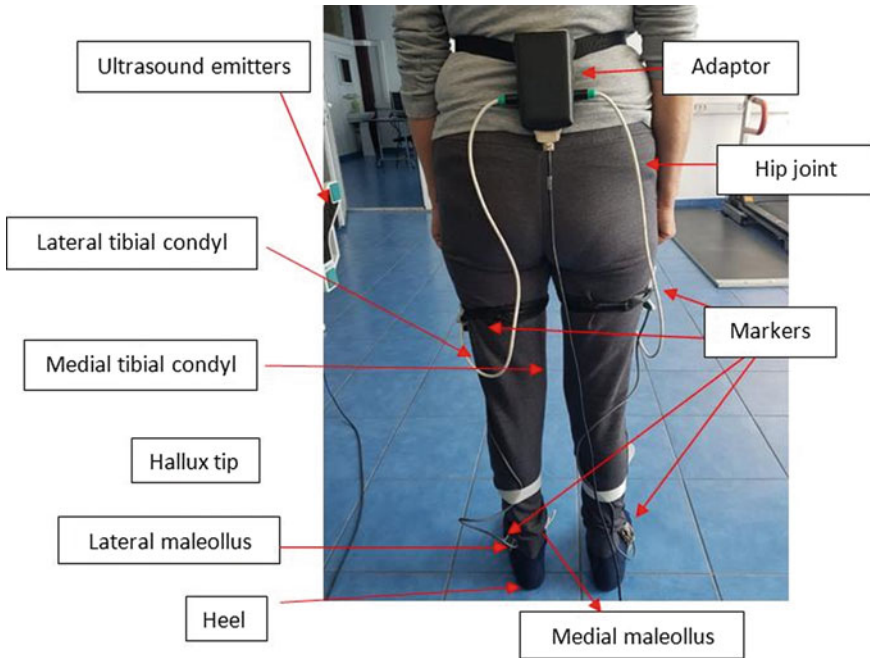 Ultrasound emitters
Adaptor
Hip joint
Lateral tibial condyl
Markers
Medial tibial condyl
Hallux tip
Lateral maleollus
Heel
Medial maleollus